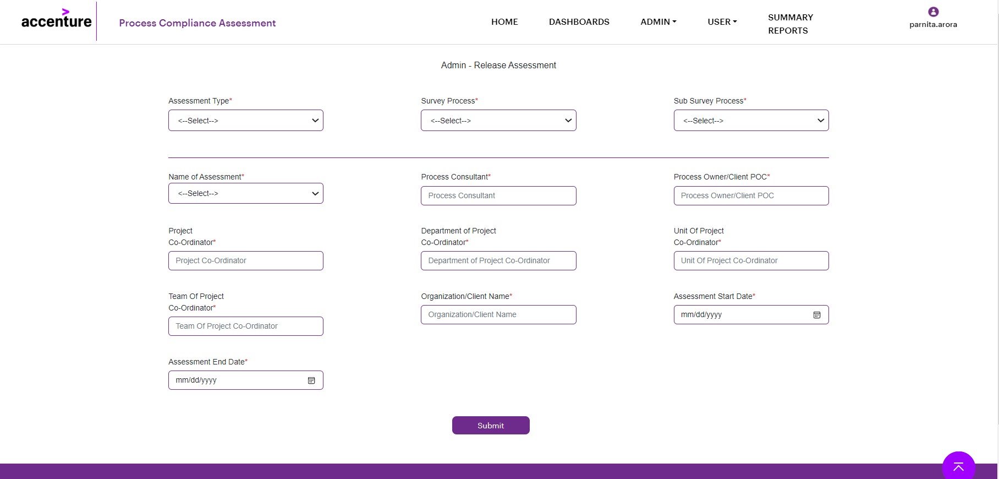 accenture
Process Compliance Assessment
HOME
DASHBOARDS
ADMIN
USER
SUMMARY
REPORTS
parnita.arora
Admin - Release Assessment
Assessment Type*
Survey Process*
Sub Survey Process*
<--Select-->
<--Select-->
<--Select-->
Name of Assessment*
Process Consultant*
Process Owner/Client POC*
<--Select-->
Process Consultant
Process Owner/Client POC
Project
Co-Ordinator*
Department of Project
Co-Ordinator*
Unit Of Project
Co-Ordinator*
Project Co-Ordinator
Department of Project Co-Ordinator
Unit Of Project Co-Ordinator
Team Of Project
Co-Ordinator*
Organization/Client Name*
Assessment Start Date*
Team Of Project Co-Ordinator
Organization/Client Name
mm/dd/yyyy
Assessment End Date*
mm/dd/yyyy
Submit